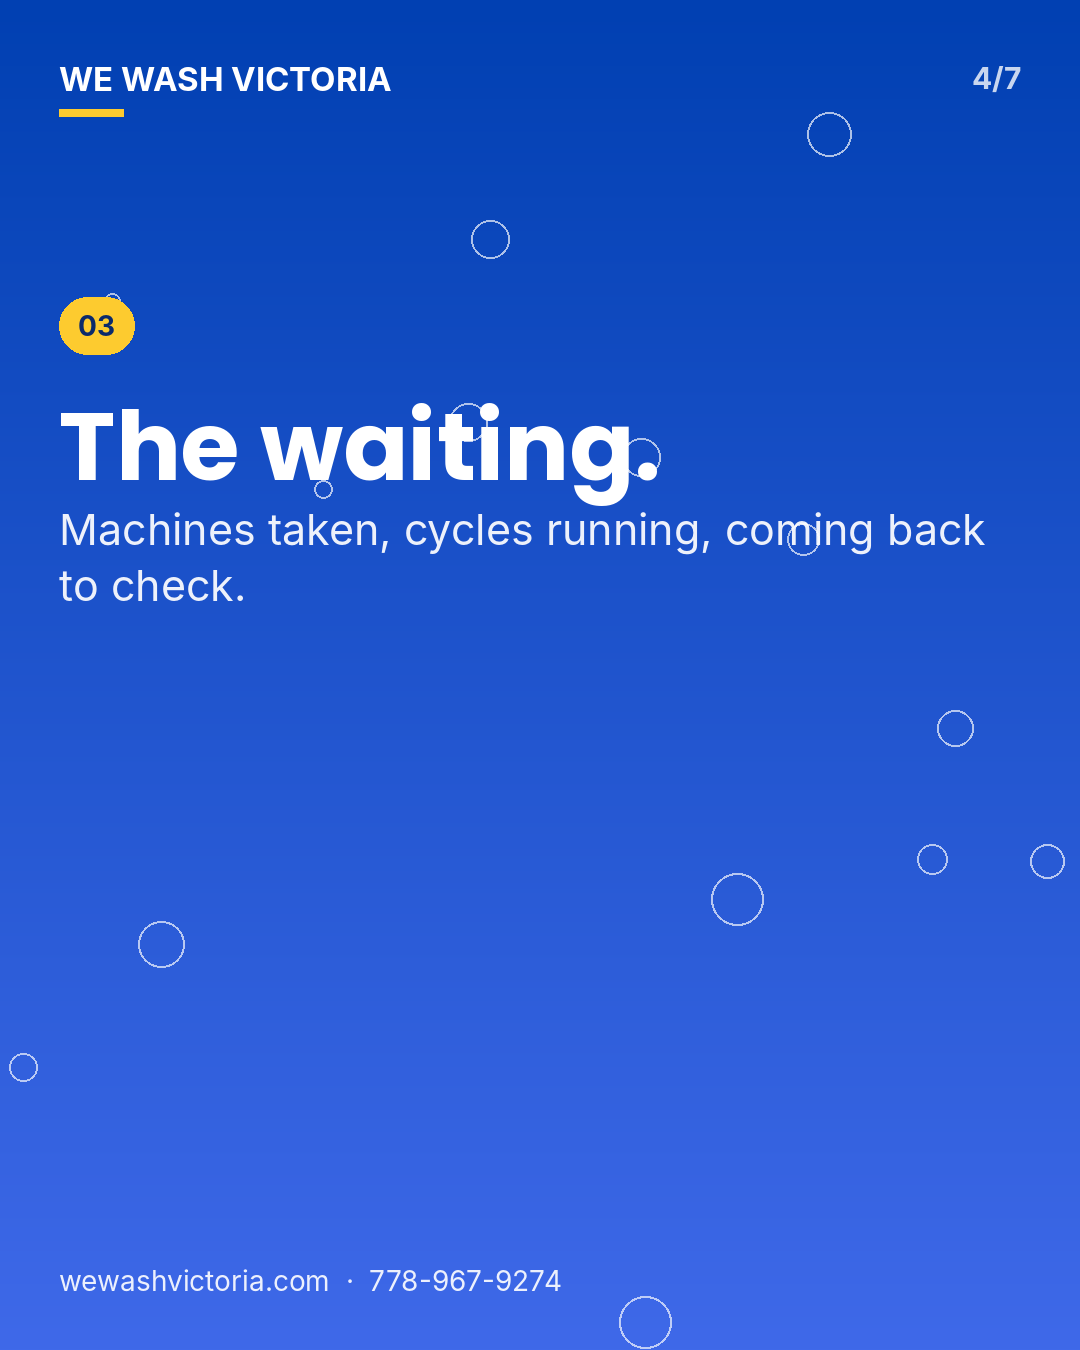 WE WASH VICTORIA
4/7
03
The waiting.
Machines taken, cycles running, coming back
to check.
wewashvictoria.com · 778-967-9274